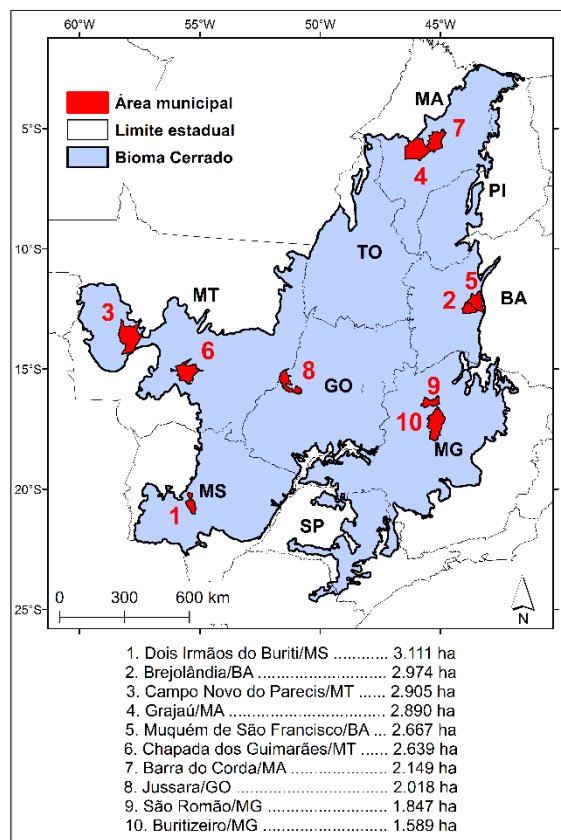 60°W 55°W 50°W 45°W
Área municipal
Limite estadual
Bioma Cerrado
MA
7
5°S
4
PI
10°S
TO
5
MT
2
BA
3
6
15°S
8
GO
9
10
MG
20°S
MS
1
SP
0 300 600 km
25°S
N
1. Dois Irmãos do Buriti/MS ............ 3.111 ha
2. Brejolândia/BA ........................... 2.974 ha
3. Campo Novo do Parecis/MT ...... 2.905 ha
4. Grajaú/MA .................................. 2.890 ha
5. Muquém de São Francisco/BA .. 2.667 ha
6. Chapada dos Guimarães/MT ..... 2.639 ha
7. Barra do Corda/MA .................... 2.149 ha
8. Jussara/GO ................................ 2.018 ha
9. São Romão/MG ......................... 1.847 ha
10. Buritizeiro/MG .......................... 1.589 ha